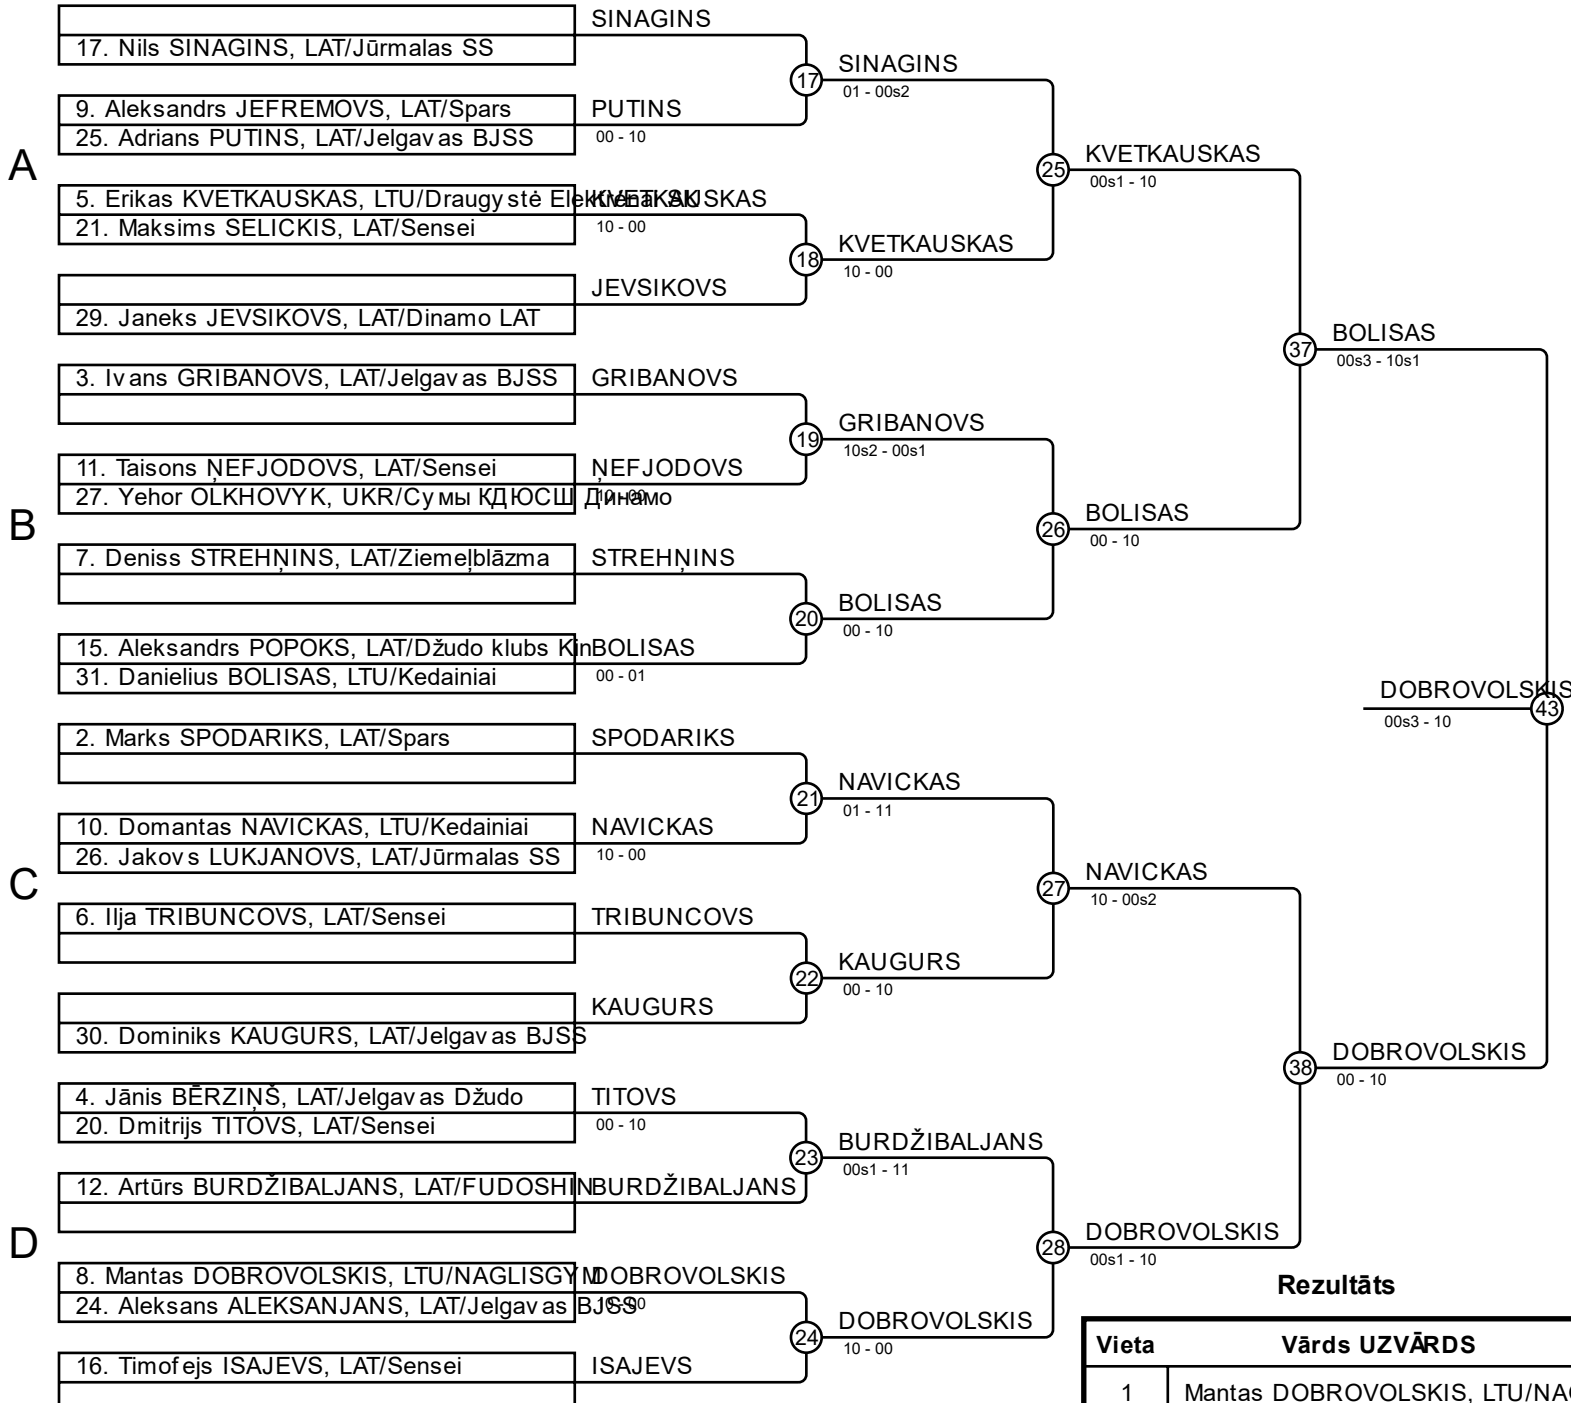 SINAGINS
17. Nils SINAGINS, LAT/Jūrmalas SS
17
SINAGINS
01 - 00s2
9. Aleksandrs JEFREMOVS, LAT/Spars
PUTINS
25. Adrians PUTINS, LAT/Jelgavas BJSS
00 - 10
A
25
KVETKAUSKAS
00s1 - 10
5. Erikas KVETKAUSKAS, LTU/Draugystė Elektrėnai SK
KVETKAUSKAS
21. Maksims SELICKIS, LAT/Sensei
10 - 00
18
KVETKAUSKAS
10 - 00
JEVSIKOVS
29. Janeks JEVSIKOVS, LAT/Dinamo LAT
37
BOLISAS
00s3 - 10s1
3. Ivans GRIBANOVS, LAT/Jelgavas BJSS
GRIBANOVS
19
GRIBANOVS
10s2 - 00s1
11. Taisons ŅEFJODOVS, LAT/Sensei
ŅEFJODOVS
27. Yehor OLKHOVYK, UKR/Сумы КДЮСШ Динамо
10 - 00
B
26
BOLISAS
00 - 10
7. Deniss STREHŅINS, LAT/Ziemeļblāzma
STREHŅINS
20
BOLISAS
00 - 10
15. Aleksandrs POPOKS, LAT/Džudo klubs Kin
BOLISAS
31. Danielius BOLISAS, LTU/Kedainiai
00 - 01
DOBROVOLSKIS
43
00s3 - 10
2. Marks SPODARIKS, LAT/Spars
SPODARIKS
21
NAVICKAS
01 - 11
10. Domantas NAVICKAS, LTU/Kedainiai
NAVICKAS
26. Jakovs LUKJANOVS, LAT/Jūrmalas SS
10 - 00
C
27
NAVICKAS
10 - 00s2
6. Ilja TRIBUNCOVS, LAT/Sensei
TRIBUNCOVS
22
KAUGURS
00 - 10
KAUGURS
30. Dominiks KAUGURS, LAT/Jelgavas BJSS
38
DOBROVOLSKIS
00 - 10
4. Jānis BĒRZIŅŠ, LAT/Jelgavas Džudo
TITOVS
20. Dmitrijs TITOVS, LAT/Sensei
00 - 10
23
BURDŽIBALJANS
00s1 - 11
12. Artūrs BURDŽIBALJANS, LAT/FUDOSHIN
BURDŽIBALJANS
D
28
DOBROVOLSKIS
00s1 - 10
8. Mantas DOBROVOLSKIS, LTU/NAGLISGYM
DOBROVOLSKIS
24. Aleksans ALEKSANJANS, LAT/Jelgavas BJSS
10 - 00
24
DOBROVOLSKIS
10 - 00
16. Timofejs ISAJEVS, LAT/Sensei
ISAJEVS
Rezultāts
Vieta Vārds UZVĀRDS
1 Mantas DOBROVOLSKIS, LTU/NAG